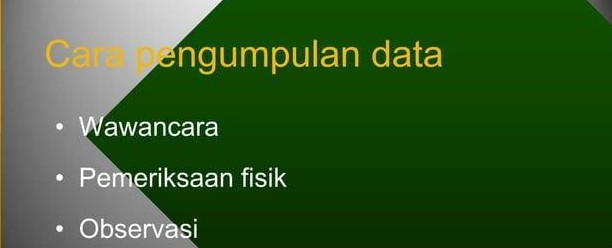 Cara pengumpulan data
• Wawancara
• Pemeriksaan fisik
• Observasi